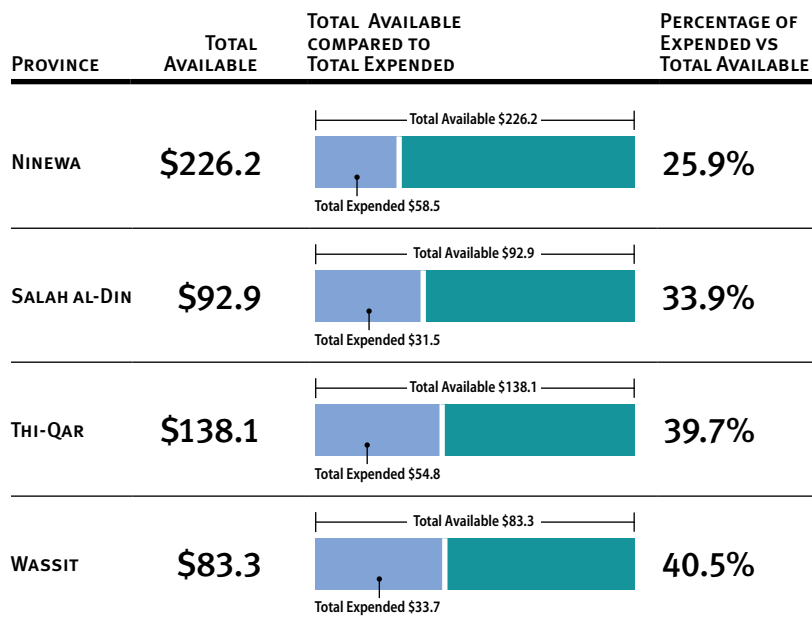 PROVINCE
TOTAL
AVAILABLE
TOTAL AVAILABLE
COMPARED TO
TOTAL EXPENDED
PERCENTAGE OF
EXPENDED VS
TOTAL AVAILABLE
NINEWA
$226.2
Total Available $226.2
Total Expended $58.5
25.9%
SALAH AL-DIN
$92.9
Total Available $92.9
Total Expended $31.5
33.9%
THI-QAR
$138.1
Total Available $138.1
Total Expended $54.8
39.7%
WASSIT
$83.3
Total Available $83.3
Total Expended $33.7
40.5%